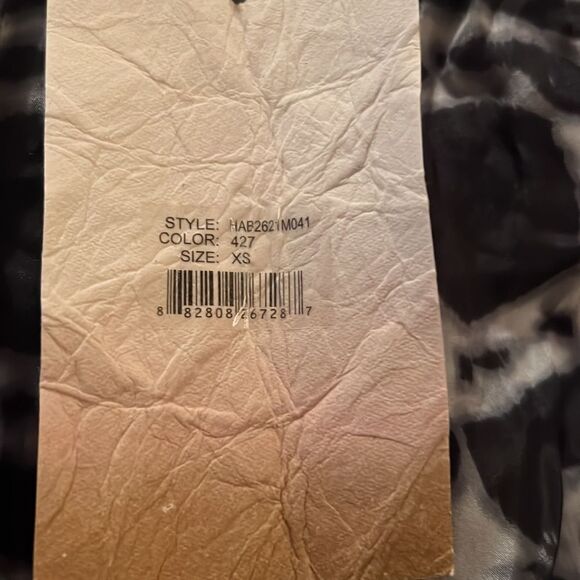 STYLE: HAB2621M041
COLOR: 427
SIZE: XS
8 82808 26728 7